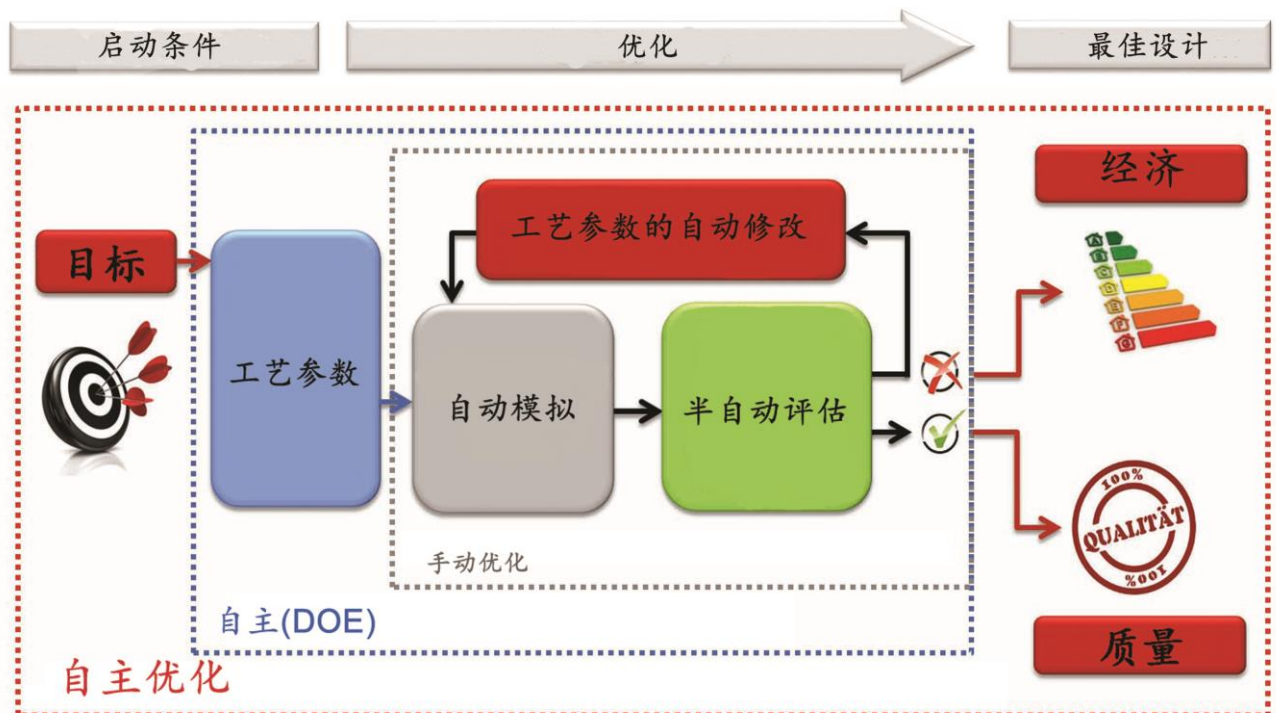 启动条件
优化
最佳设计
经济
工艺参数的自动修改
目标
A
B
C
D
E
F
G
工艺参数
自动模拟
半自动评估
100%
QUALITÄT
100%
手动优化
自主(DOE)
质量
自主优化